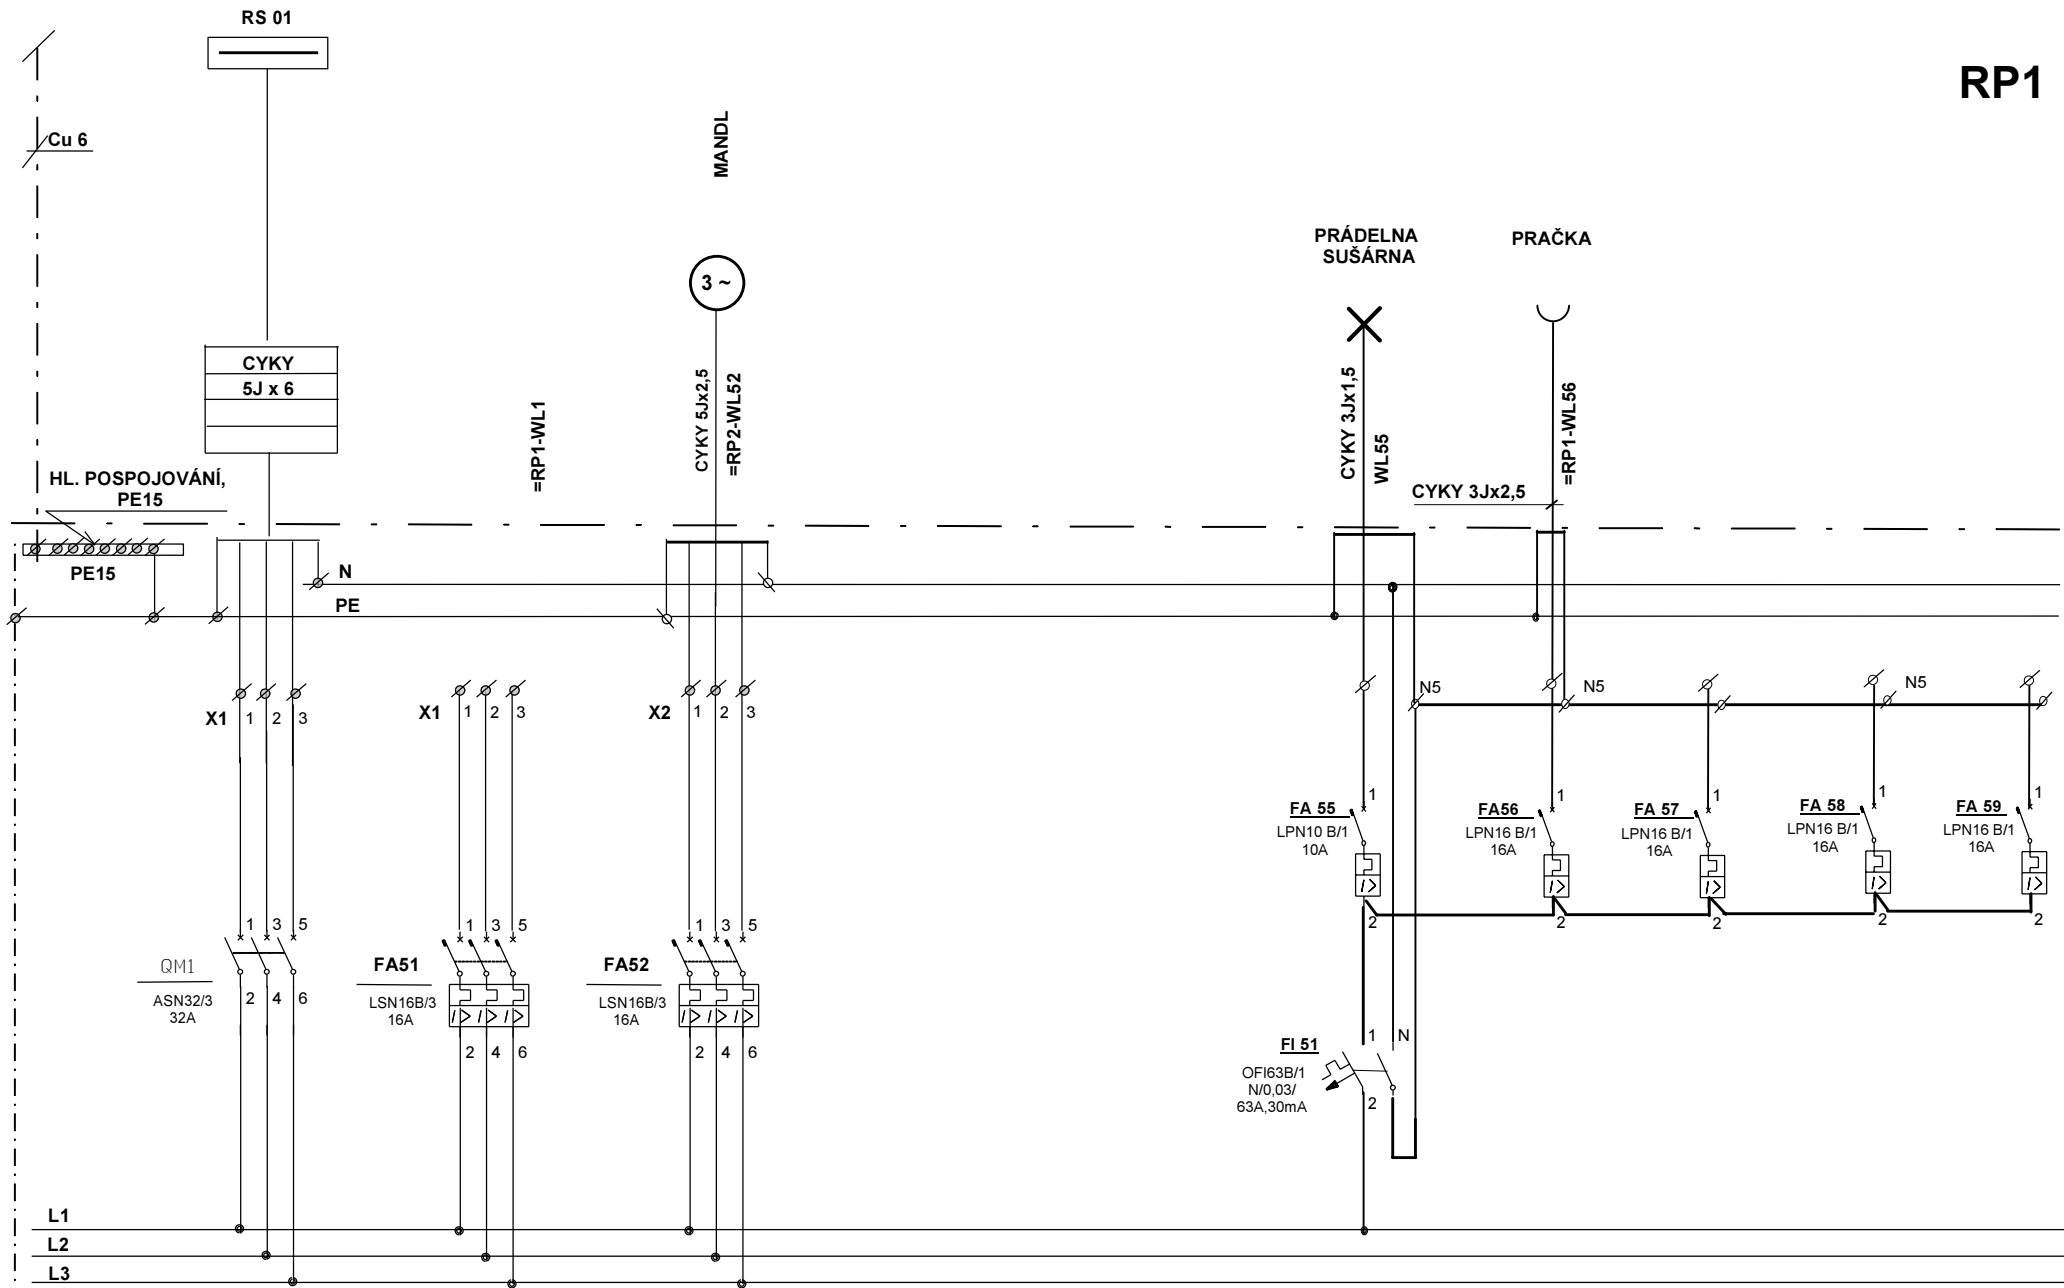 RS 01
RP1
Cu 6
MANDL
PRÁDELNA
SUŠÁRNA
PRAČKA
3 ~
CYKY
5J x 6
=RP1-WL1
CYKY 5Jx2,5
=RP2-WL52
CYKY 3Jx1,5
WL55
=RP1-WL56
CYKY 3Jx2,5
HL. POSPOJOVÁNÍ,
PE15
PE15
N
PE
X1 1 2 3
X1 1 2 3
X2 1 2 3
N5
N5
N5
FA 55
LPN10 B/1
10A
1
2
FA56
LPN16 B/1
16A
1
2
FA 57
LPN16 B/1
16A
1
2
FA 58
LPN16 B/1
16A
1
2
FA 59
LPN16 B/1
16A
1
2
1 3 5
QM1
ASN32/3
32A
2 4 6
1 3 5
FA51
LSN16B/3
16A
I> I> I>
2 4 6
1 3 5
FA52
LSN16B/3
16A
I> I> I>
2 4 6
I>
I>
I>
I>
I>
1 N
FI 51
OFI63B/1
N/0,03/
63A,30mA
2
L1
L2
L3